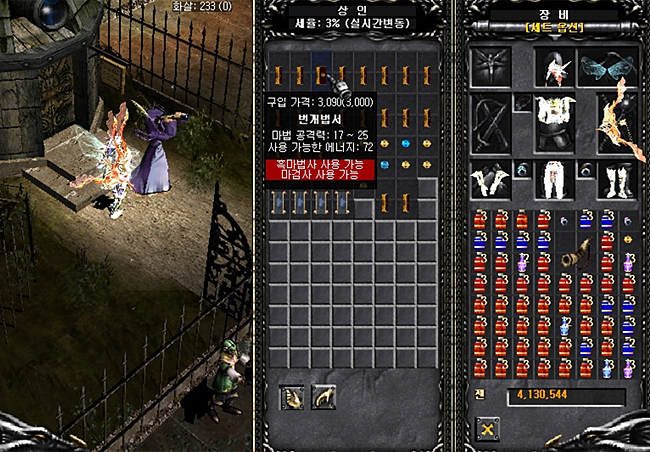 화살: 233 (0)
상 인
세율: 3% (실시간변동)
구입 가격: 3,090(3,000)
번개법서
마법 공격력: 17 ~ 25
사용 가능한 에너지: 72
흑마법사 사용 가능
마검사 사용 가능
장 비
[세트 옵션]
4,130,544